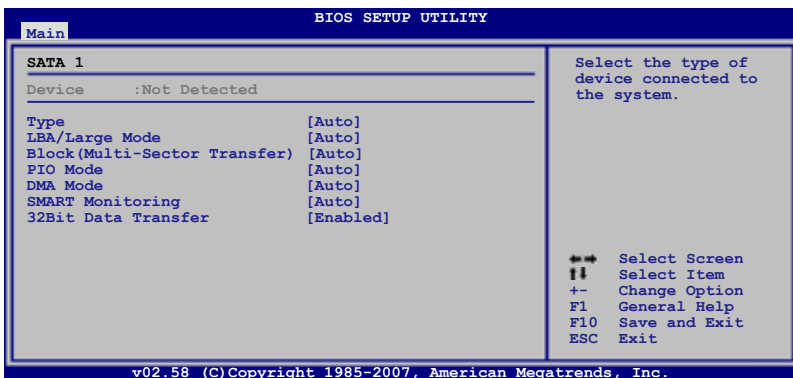 BIOS SETUP UTILITY
Main
SATA 1
Device :Not Detected
Type [Auto]
LBA/Large Mode [Auto]
Block(Multi-Sector Transfer) [Auto]
PIO Mode [Auto]
DMA Mode [Auto]
SMART Monitoring [Auto]
32Bit Data Transfer [Enabled]
Select the type of
device connected to
the system.
←→ Select Screen
↑↓ Select Item
+- Change Option
F1 General Help
F10 Save and Exit
ESC Exit
v02.58 (C)Copyright 1985-2007, American Megatrends, Inc.